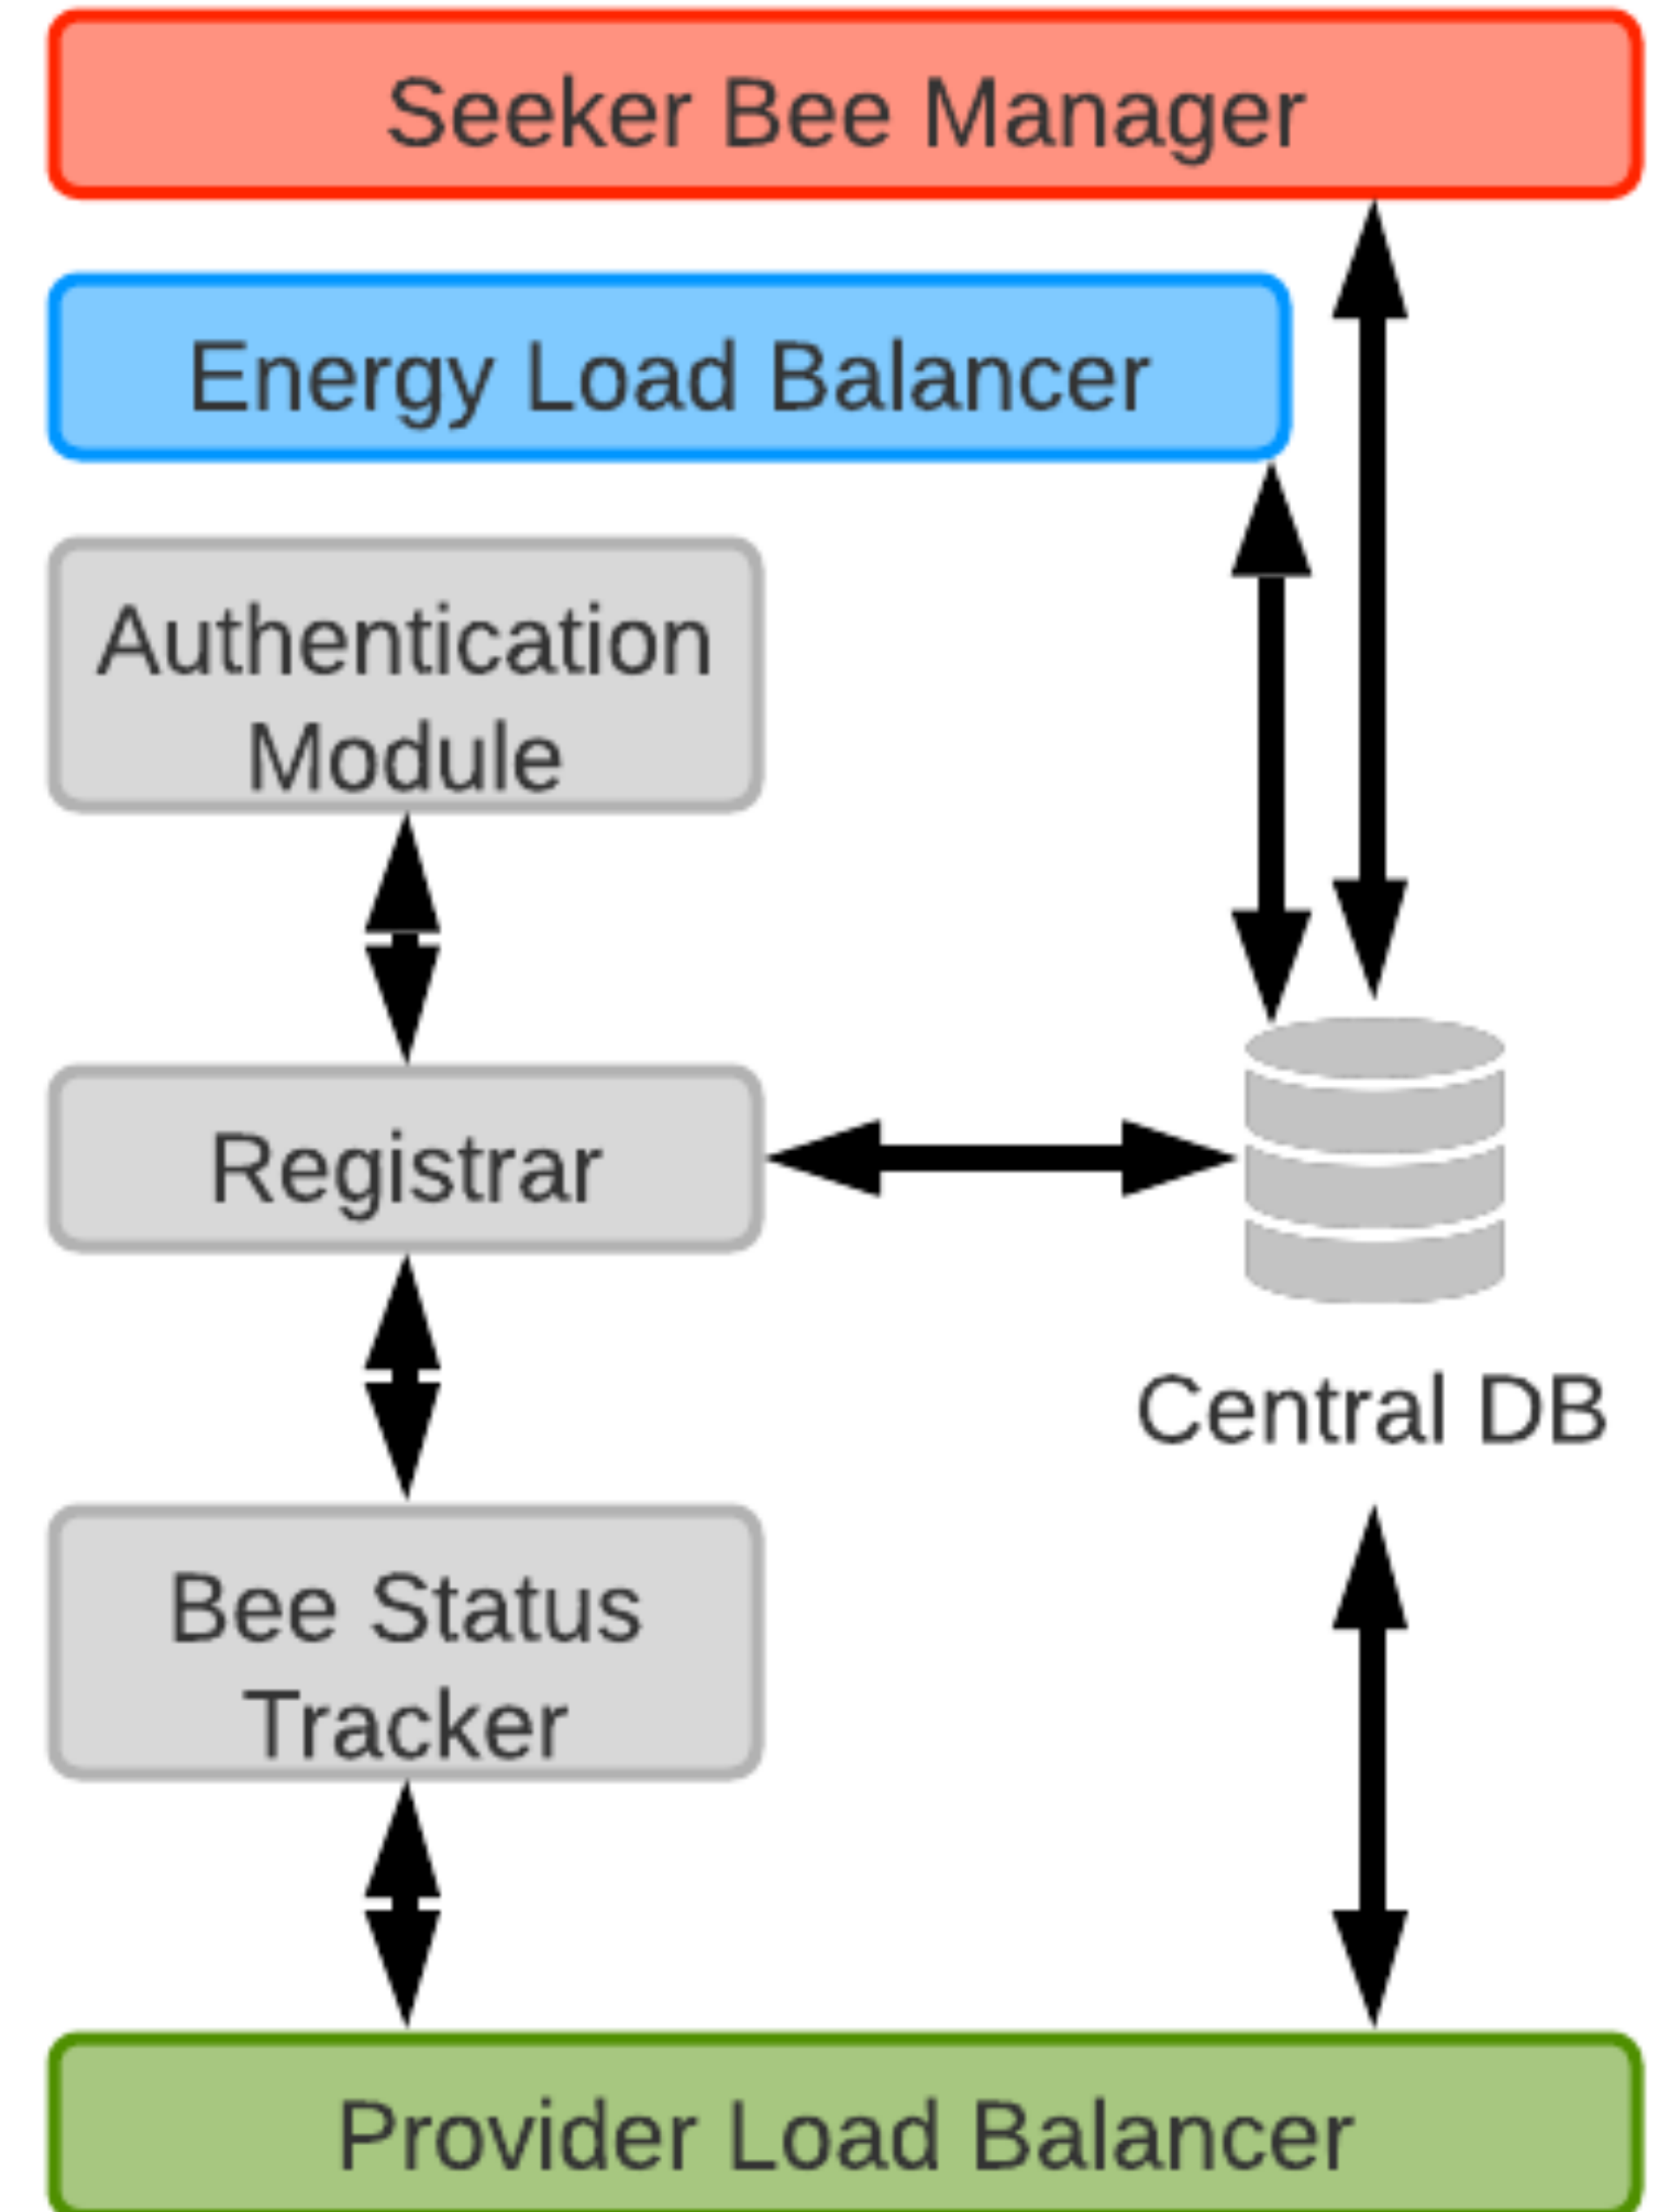 Seeker Bee Manager
Energy Load Balancer
Authentication
Module
Registrar
Central DB
Bee Status
Tracker
Provider Load Balancer